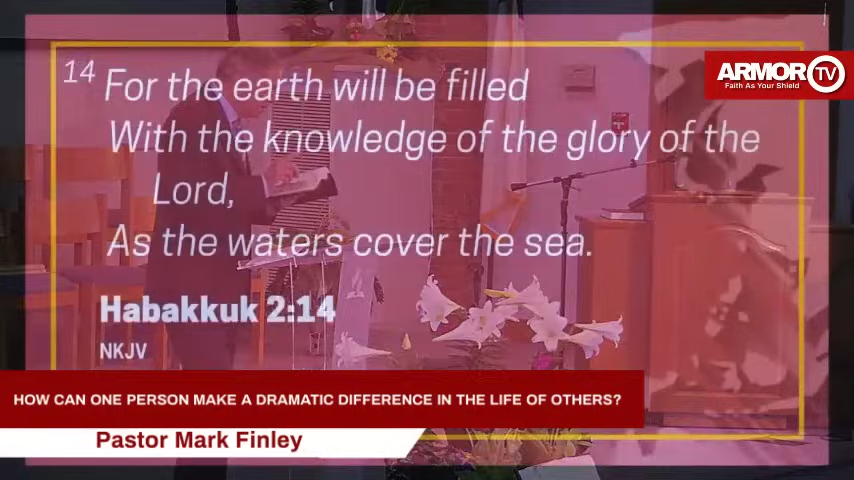 14 For the earth will be filled
With the knowledge of the glory of the
Lord,
As the waters cover the sea.
Habakkuk 2:14
NKJV
ARMOR TV
Faith As Your Shield
HOW CAN ONE PERSON MAKE A DRAMATIC DIFFERENCE IN THE LIFE OF OTHERS?
Pastor Mark Finley